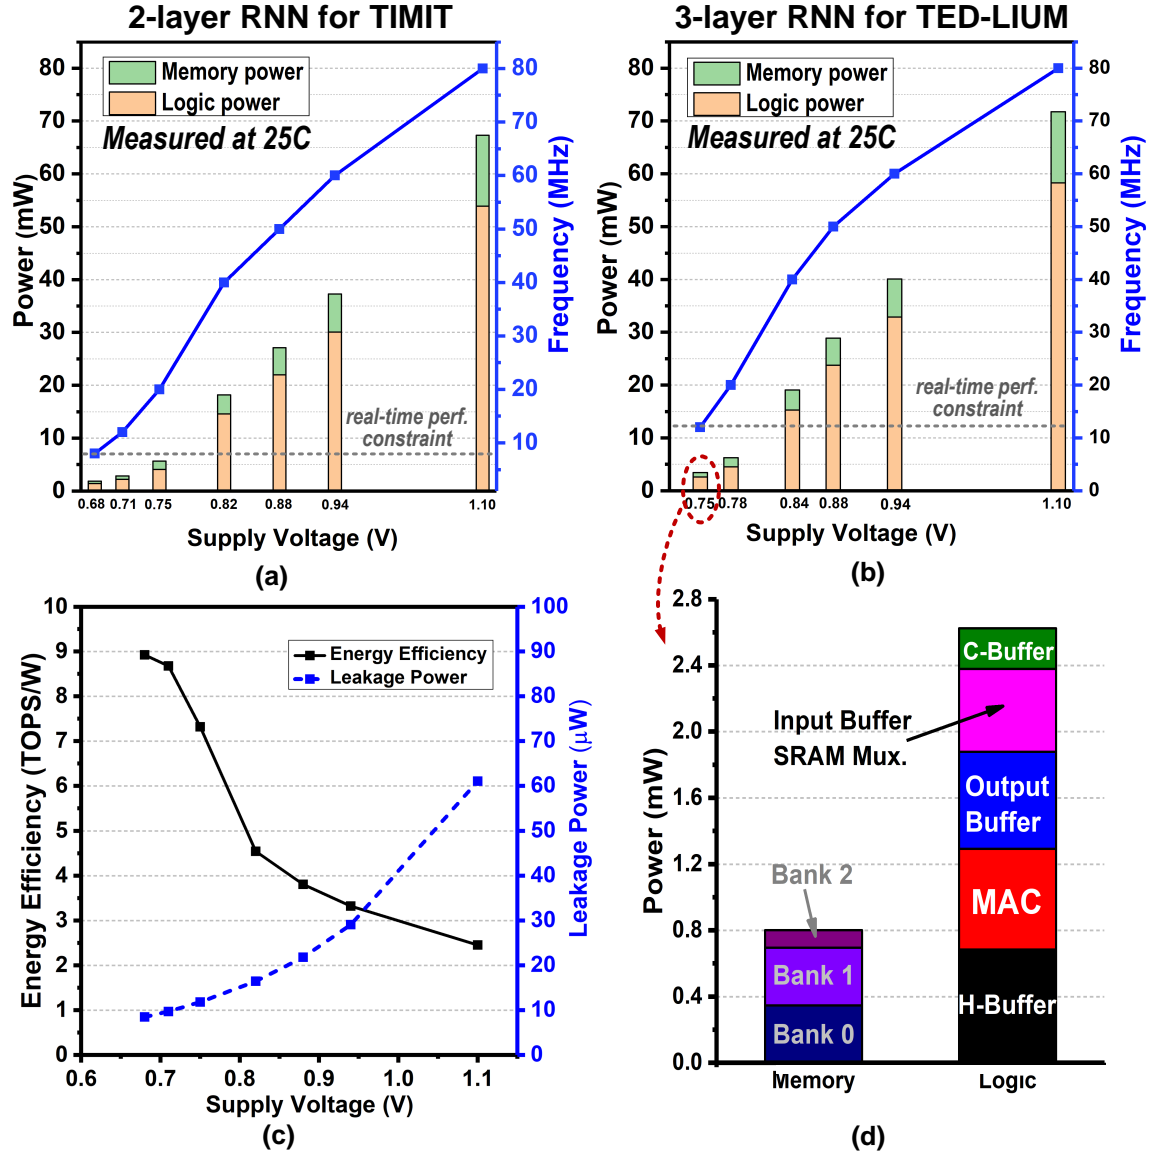 2-layer RNN for TIMIT
80
70
60
50
40
30
20
10
0
Power (mW)
Memory power
Logic power
Measured at 25C
real-time perf.
constraint
80
70
60
50
40
30
20
10
Frequency (MHz)
0.68 0.71 0.75 0.82 0.88 0.94 1.10
Supply Voltage (V)
(a)
3-layer RNN for TED-LIUM
80
70
60
50
40
30
20
10
0
Power (mW)
Memory power
Logic power
Measured at 25C
real-time perf.
constraint
80
70
60
50
40
30
20
10
0
Frequency (MHz)
0.75 0.78 0.84 0.88 0.94 1.10
Supply Voltage (V)
(b)
10
9
8
7
6
5
4
3
2
1
0
Energy Efficiency (TOPS/W)
Energy Efficiency
Leakage Power
100
90
80
70
60
50
40
30
20
10
0
Leakage Power (μW)
0.6 0.7 0.8 0.9 1.0 1.1
Supply Voltage (V)
(c)
2.8
2.4
2.0
1.6
1.2
0.8
0.4
0.0
Power (mW)
C-Buffer
Input Buffer
SRAM Mux.
Output
Buffer
MAC
H-Buffer
Bank 2
Bank 1
Bank 0
Memory Logic
(d)